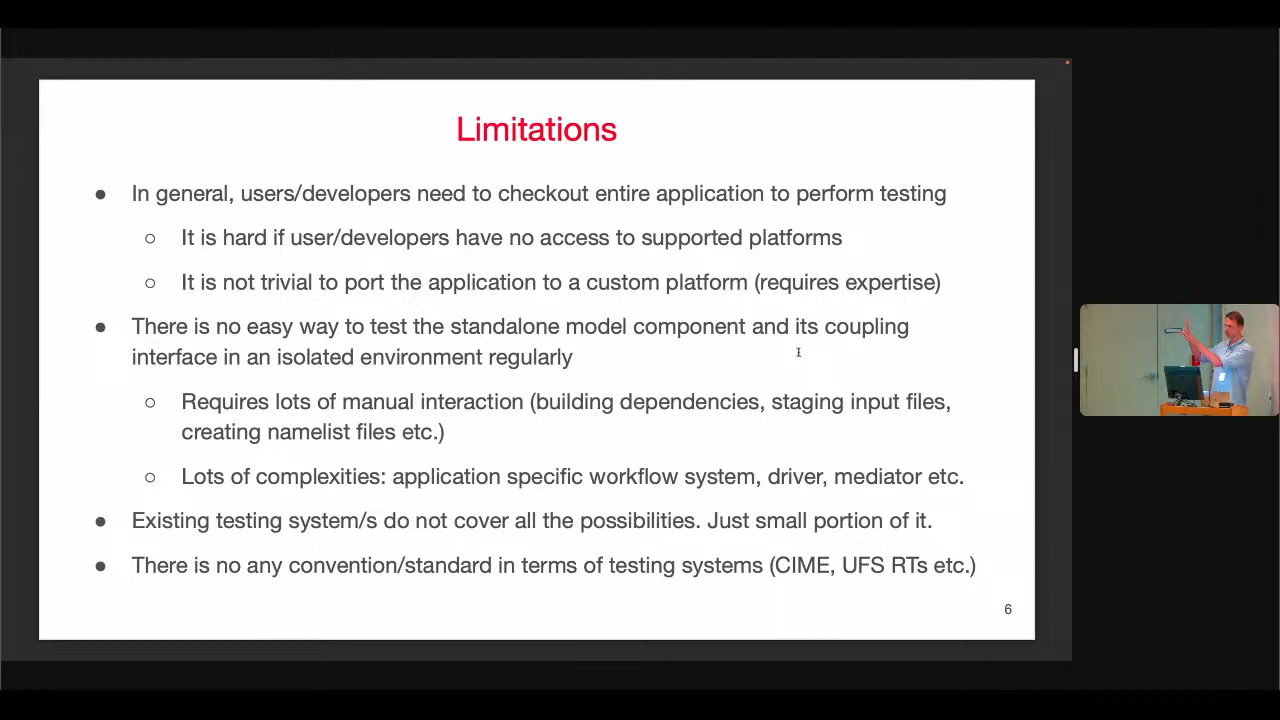 Limitations
● In general, users/developers need to checkout entire application to perform testing
○ It is hard if user/developers have no access to supported platforms
○ It is not trivial to port the application to a custom platform (requires expertise)
● There is no easy way to test the standalone model component and its coupling
interface in an isolated environment regularly
○ Requires lots of manual interaction (building dependencies, staging input files,
creating namelist files etc.)
○ Lots of complexities: application specific workflow system, driver, mediator etc.
● Existing testing system/s do not cover all the possibilities. Just small portion of it.
● There is no any convention/standard in terms of testing systems (CIME, UFS RTs etc.)
6